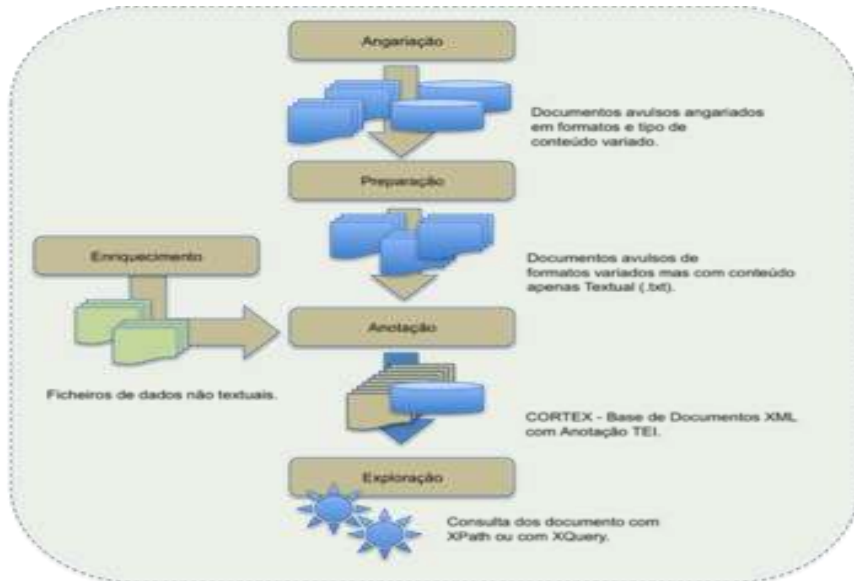 Angariação
Documentos avulsos angariados
em formatos e tipo de
conteúdo variado.
Preparação
Documentos avulsos de
formatos variados mas com conteúdo
apenas Textual (.txt).
Enriquecimento
Ficheiros de dados não textuais.
Anotação
CORTEX - Base de Documentos XML
com Anotação TEI.
Exploração
Consulta dos documento com
XPath ou com XQuery.